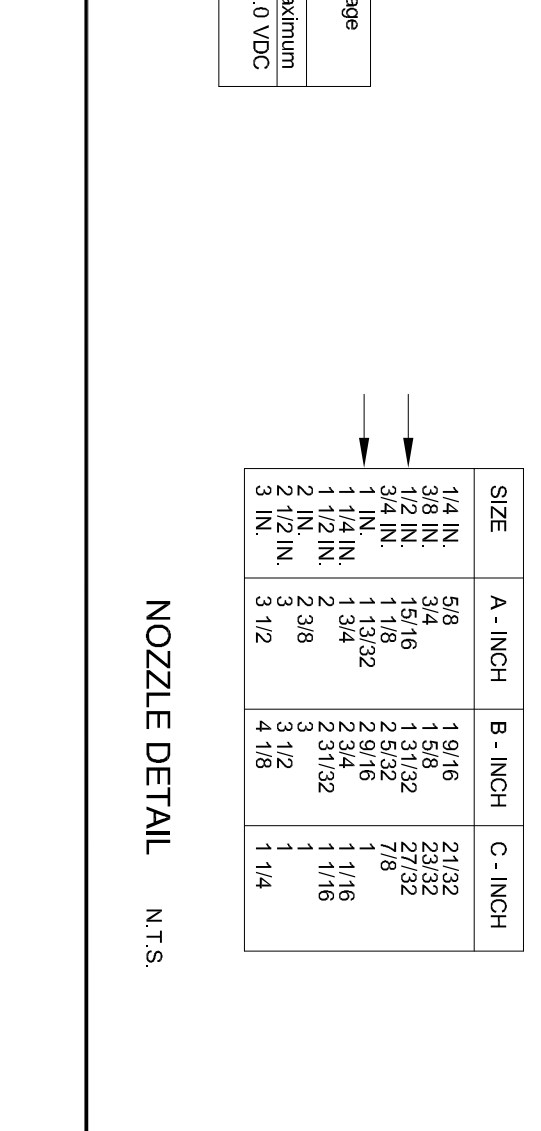 age
aximum
.0 VDC
SIZE A - INCH B - INCH C - INCH
1/4 IN. 5/8 1 9/16 21/32
3/8 IN. 3/4 1 5/8 23/32
1/2 IN. 15/16 1 31/32 27/32
3/4 IN. 1 1/8 2 5/32 7/8
1 IN. 1 13/32 2 9/16 1
1 1/4 IN. 1 3/4 2 3/4 1 1/16
1 1/2 IN. 2 2 31/32 1 1/16
2 IN. 2 3/8 3 1
2 1/2 IN. 3 3 1/2 1
3 IN. 3 1/2 4 1/8 1 1/4
NOZZLE DETAIL N.T.S.